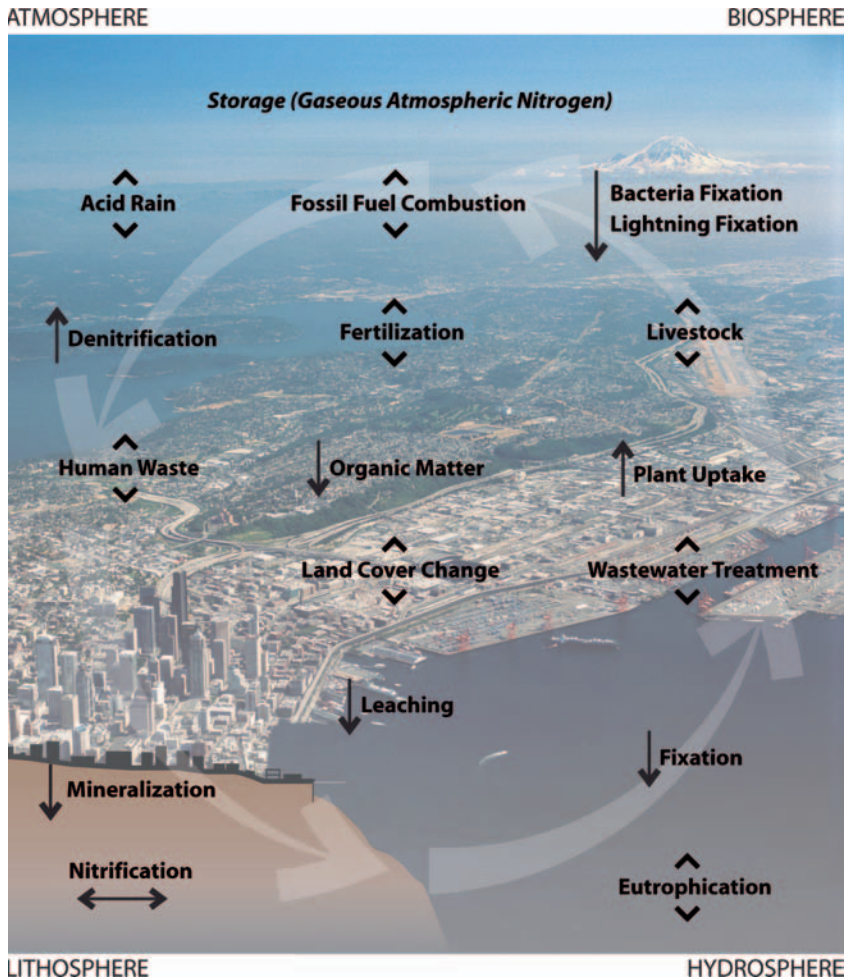 ATMOSPHERE
BIOSPHERE
Storage (Gaseous Atmospheric Nitrogen)
Acid Rain
Fossil Fuel Combustion
Bacteria Fixation
Lightning Fixation
Denitrification
Fertilization
Livestock
Human Waste
Organic Matter
Plant Uptake
Land Cover Change
Wastewater Treatment
Leaching
Fixation
Mineralization
Nitrification
Eutrophication
LITHOSPHERE
HYDROSPHERE